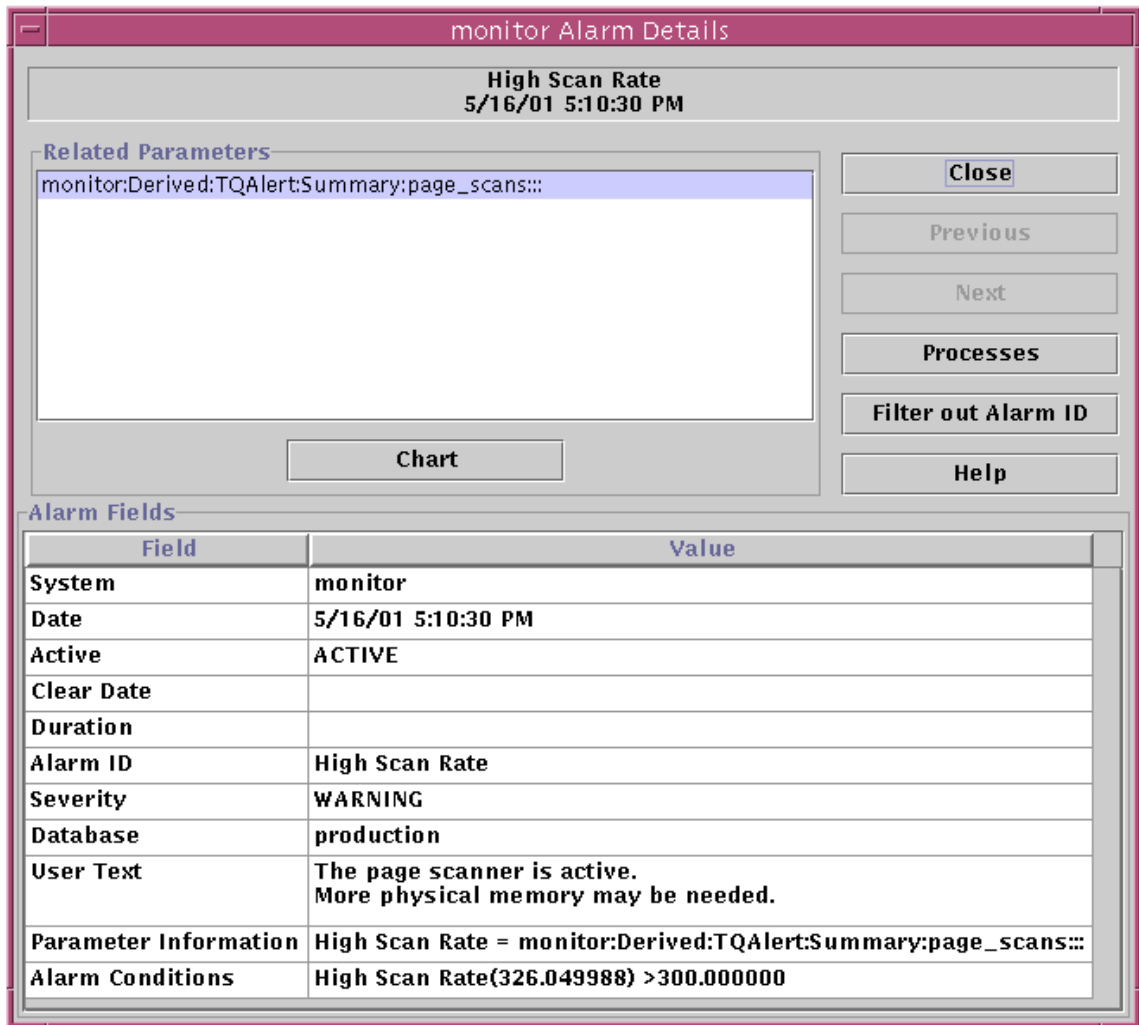 monitor Alarm Details
High Scan Rate
5/16/01 5:10:30 PM
Related Parameters
monitor:Derived:TQAlert:Summary:page_scans:::
Close
Previous
Next
Processes
Filter out Alarm ID
Chart
Help
Alarm Fields
Field Value
System monitor
Date 5/16/01 5:10:30 PM
Active ACTIVE
Clear Date
Duration
Alarm ID High Scan Rate
Severity WARNING
Database production
User Text The page scanner is active.
More physical memory may be needed.
Parameter Information High Scan Rate = monitor:Derived:TQAlert:Summary:page_scans:::
Alarm Conditions High Scan Rate(326.049988) >300.000000